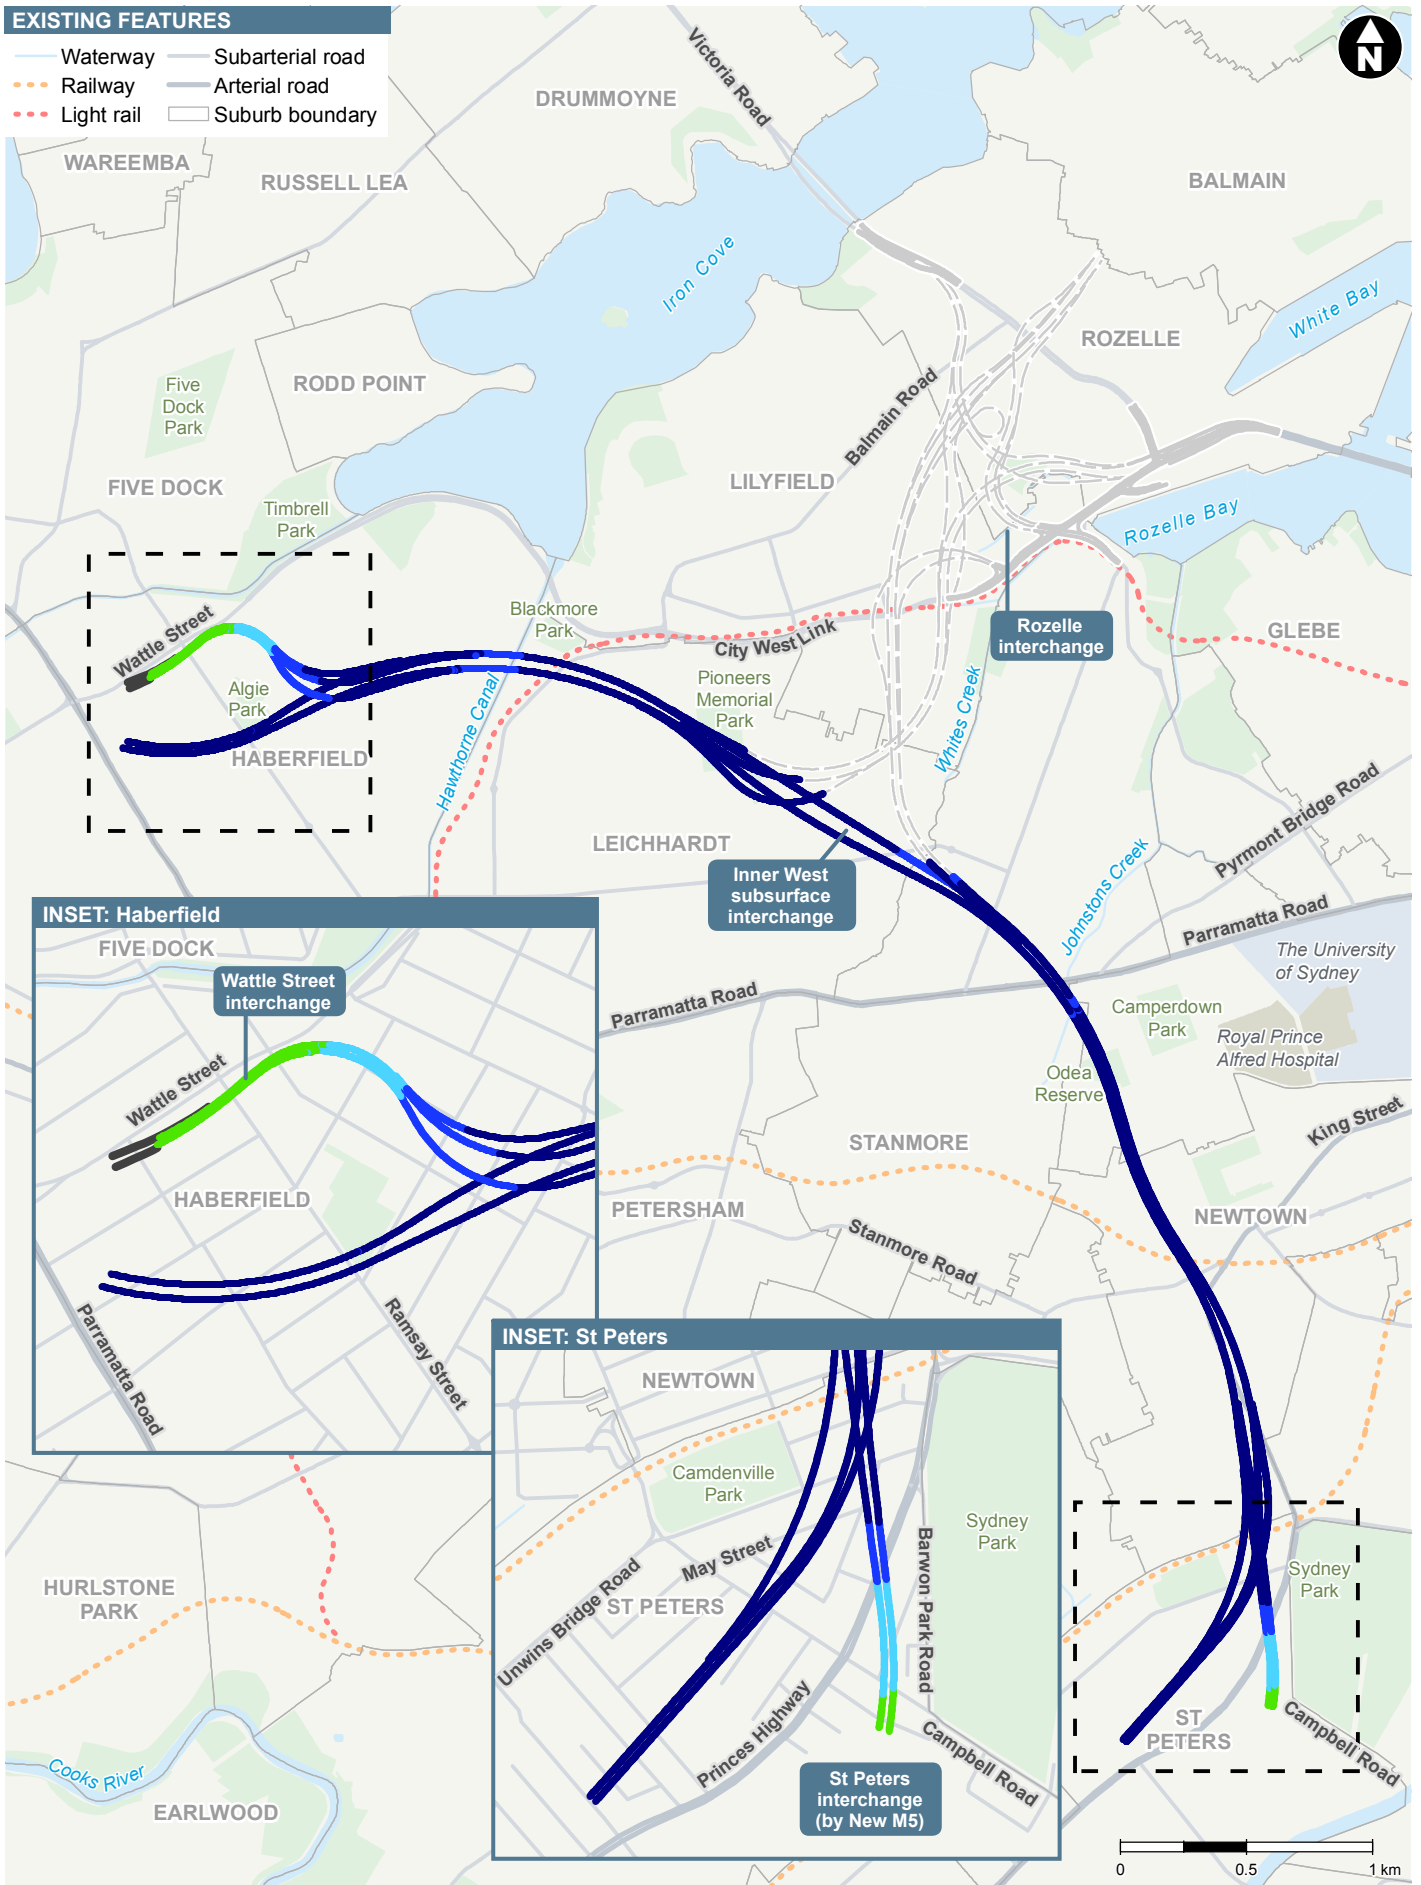 EXISTING FEATURES
Waterway
Subarterial road
Railway
Arterial road
Light rail
Suburb boundary
N
Victoria Road
DRUMMOYNE
WAREEMBA
RUSSELL LEA
BALMAIN
Iron Cove
White Bay
ROZELLE
RODD POINT
Five
Dock
Park
Balmain Road
FIVE DOCK
LILYFIELD
Timbrell
Park
Rozelle Bay
Blackmore
Park
Wattle Street
City West Link
Rozelle
interchange
GLEBE
Algie
Park
Pioneers
Memorial
Park
Whites Creek
Hawthorne Canal
HABERFIELD
Pyrmont Bridge Road
LEICHHARDT
Inner West
subsurface
interchange
Johnstons Creek
Parramatta Road
The University
of Sydney
INSET: Haberfield
FIVE DOCK
Wattle Street
interchange
Wattle Street
HABERFIELD
Parramatta Road
Ramsay Street
Parramatta Road
Camperdown
Park
Royal Prince
Alfred Hospital
Odea
Reserve
King Street
STANMORE
PETERSHAM
NEWTOWN
Stanmore Road
INSET: St Peters
NEWTOWN
Camdenville
Park
Sydney
Park
May Street
Barwon Park Road
Unwins Bridge Road
ST PETERS
Princes Highway
Campbell Road
St Peters
interchange
(by New M5)
Sydney
Park
ST
PETERS
Campbell Road
HURLSTONE
PARK
Cooks River
EARLWOOD
0
0.5
1 km